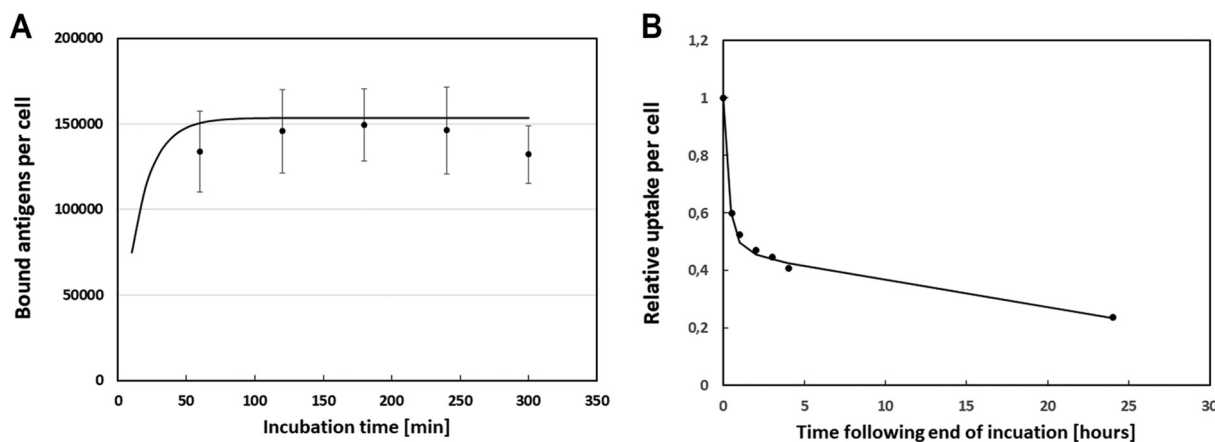 A
200000
150000
100000
50000
0
0 50 100 150 200 250 300 350
Bound antigens per cell
Incubation time [min]
B
1,2
1
0,8
0,6
0,4
0,2
0
0 5 10 15 20 25 30
Relative uptake per cell
Time following end of incuation [hours]